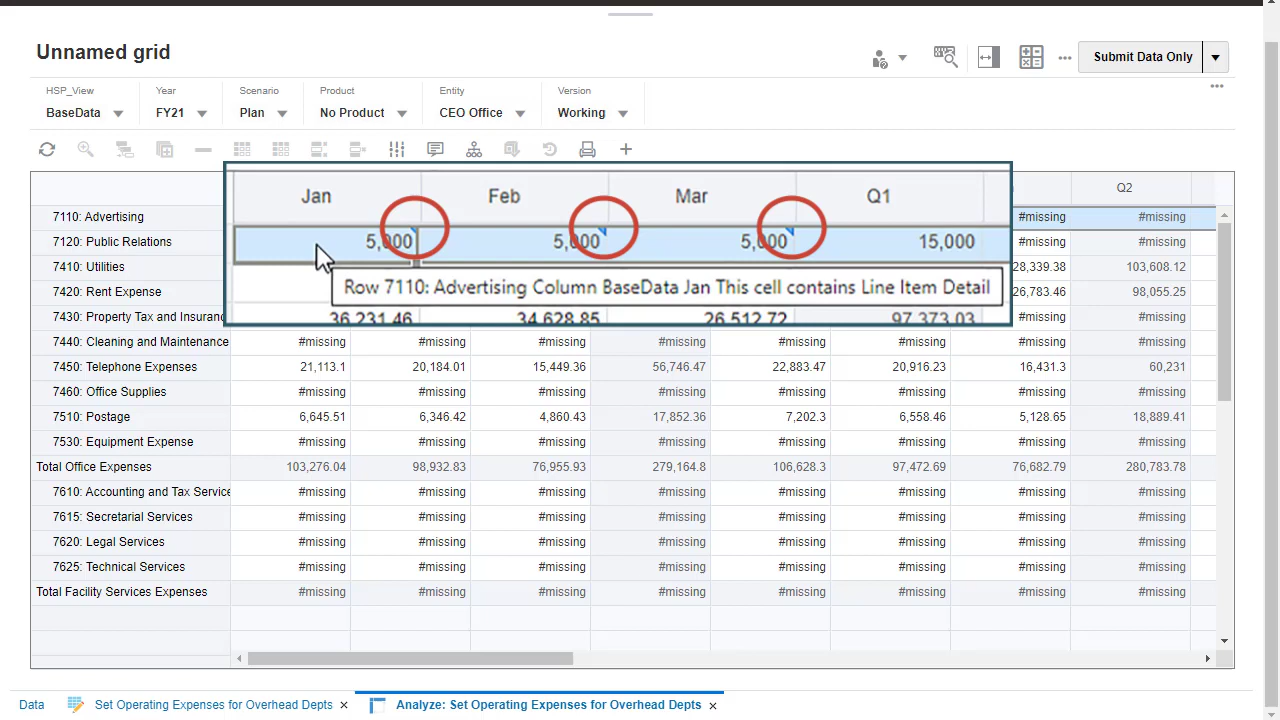 Unnamed grid
Submit Data Only
HSP_View Year Scenario Product Entity Version
BaseData FY21 Plan No Product CEO Office Working
Jan Feb Mar Q1 Q2
7110: Advertising 5,000 5,000 5,000 15,000 #missing #missing
Row 7110: Advertising Column BaseData Jan This cell contains Line Item Detail
7120: Public Relations #missing #missing
7410: Utilities 28,339.38 103,608.12
7420: Rent Expense 26,783.46 98,055.25
36,231.46 34,628.85 26,512.72 97,373.03
7430: Property Tax and Insuranc #missing #missing
7440: Cleaning and Maintenance #missing #missing #missing #missing #missing #missing #missing #missing
7450: Telephone Expenses 21,113.1 20,184.01 15,449.36 56,746.47 22,883.47 20,916.23 16,431.3 60,231
7460: Office Supplies #missing #missing #missing #missing #missing #missing #missing #missing
7510: Postage 6,645.51 6,346.42 4,860.43 17,852.36 7,202.3 6,558.46 5,128.65 18,889.41
7530: Equipment Expense #missing #missing #missing #missing #missing #missing #missing #missing
Total Office Expenses 103,276.04 98,932.83 76,955.93 279,164.8 106,628.3 97,472.69 76,682.79 280,783.78
7610: Accounting and Tax Service #missing #missing #missing #missing #missing #missing #missing #missing
7615: Secretarial Services #missing #missing #missing #missing #missing #missing #missing #missing
7620: Legal Services #missing #missing #missing #missing #missing #missing #missing #missing
7625: Technical Services #missing #missing #missing #missing #missing #missing #missing #missing
Total Facility Services Expenses #missing #missing #missing #missing #missing #missing #missing #missing
Data Set Operating Expenses for Overhead Depts Analyze: Set Operating Expenses for Overhead Depts